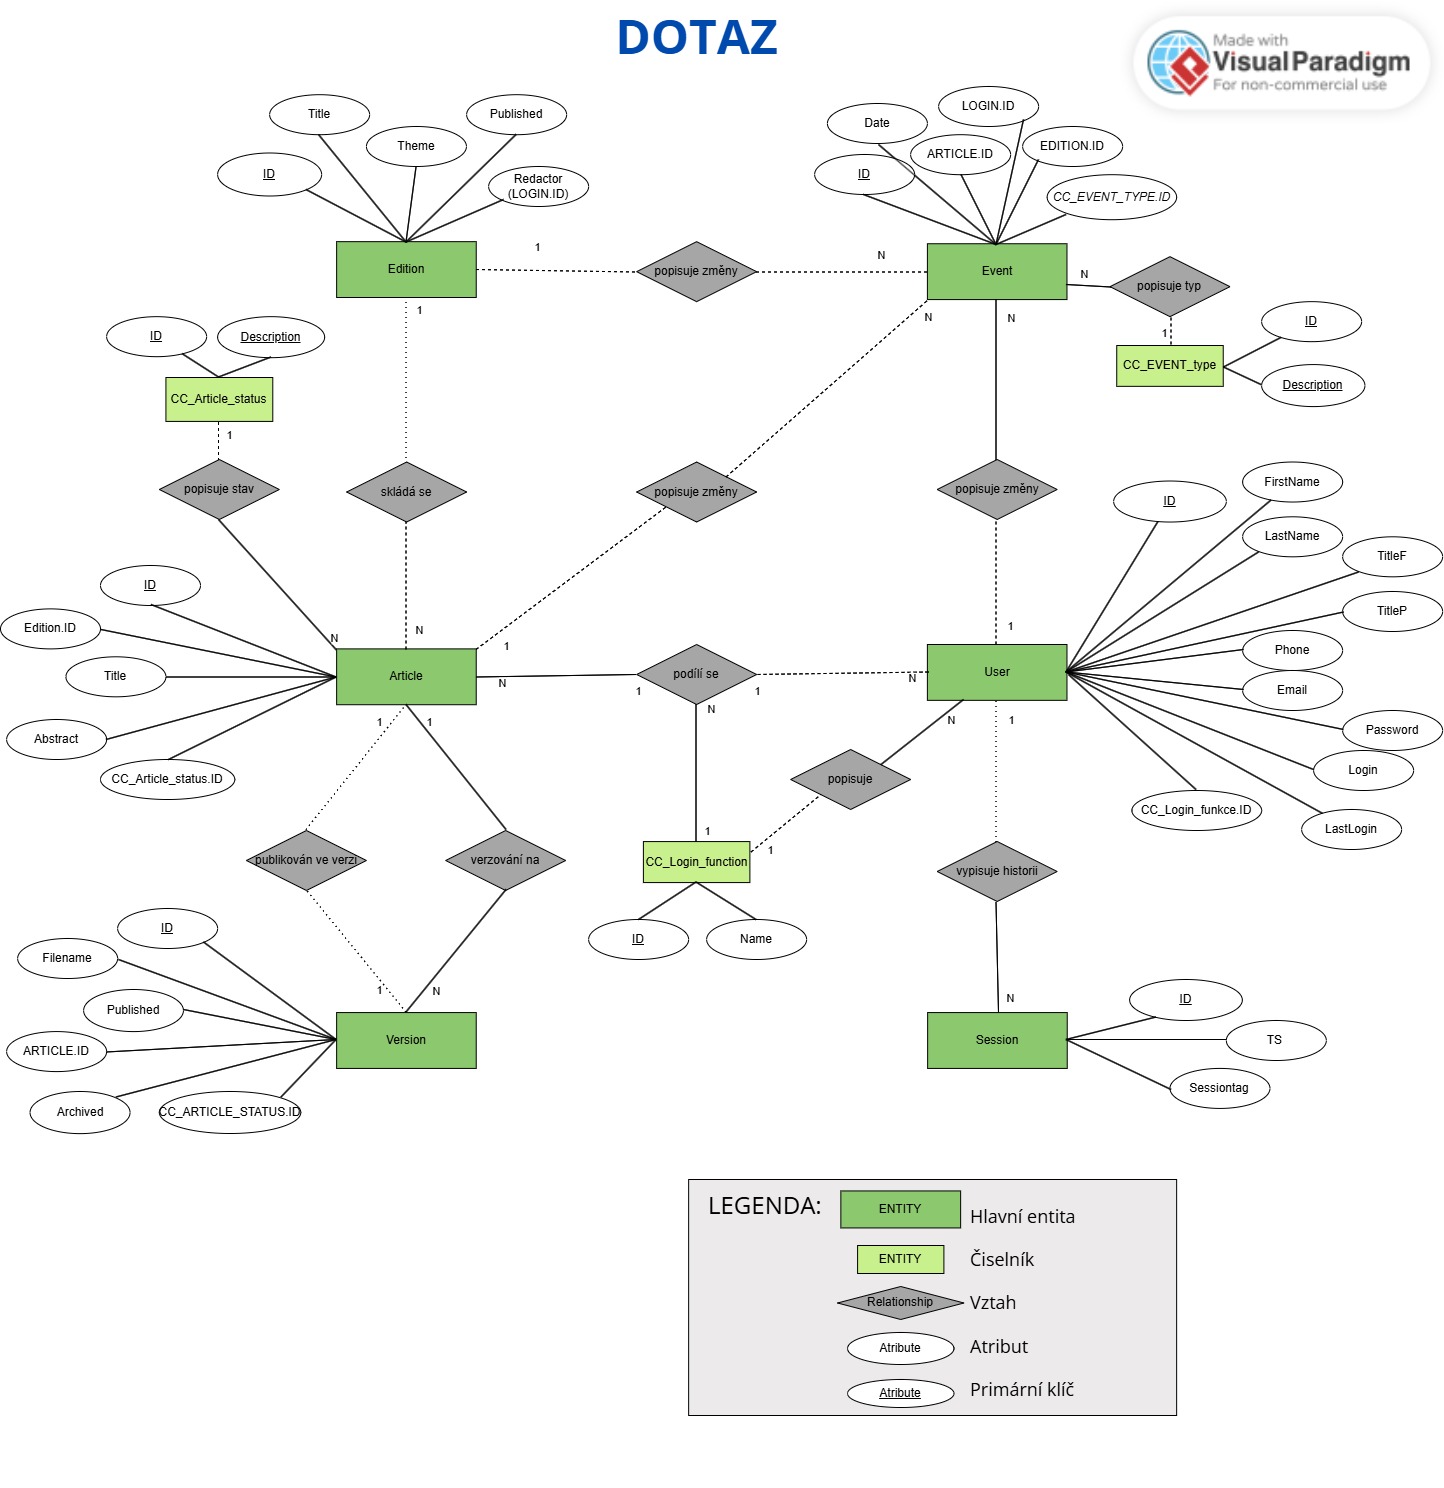 DOTAZ
Made with
VisualParadigm
For non-commercial use
Title
Published
Theme
ID
Redactor
(LOGIN.ID)
LOGIN.ID
Date
ARTICLE.ID
EDITION.ID
ID
CC_EVENT_TYPE.ID
Edition
1
popisuje změny
N
Event
N
popisuje typ
1
N
N
1
ID
CC_EVENT_type
Description
ID
Description
CC_Article_status
1
popisuje stav
skládá se
popisuje změny
popisuje změny
ID
FirstName
LastName
TitleF
TitleP
Phone
Email
Password
Login
LastLogin
CC_Login_funkce.ID
ID
Edition.ID
Title
Abstract
CC_Article_status.ID
N
N
1
1
Article
N
1
podílí se
1
N
User
1
1
N
N
1
popisuje
publikován ve verzi
verzování na
1
CC_Login_function
1
vypisuje historii
ID
Name
ID
Filename
Published
ARTICLE.ID
Archived
CC_ARTICLE_STATUS.ID
1
N
Version
N
Session
ID
TS
Sessiontag
LEGENDA:
ENTITY
Hlavní entita
ENTITY
Čiselník
Relationship
Vztah
Atribute
Atribut
Atribute
Primární klíč